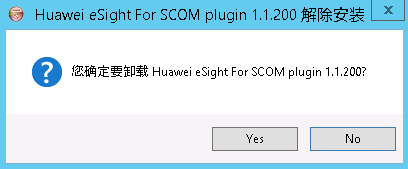 Huawei eSight For SCOM plugin 1.1.200 解除安装
您确定要卸载 Huawei eSight For SCOM plugin 1.1.200?
Yes
No